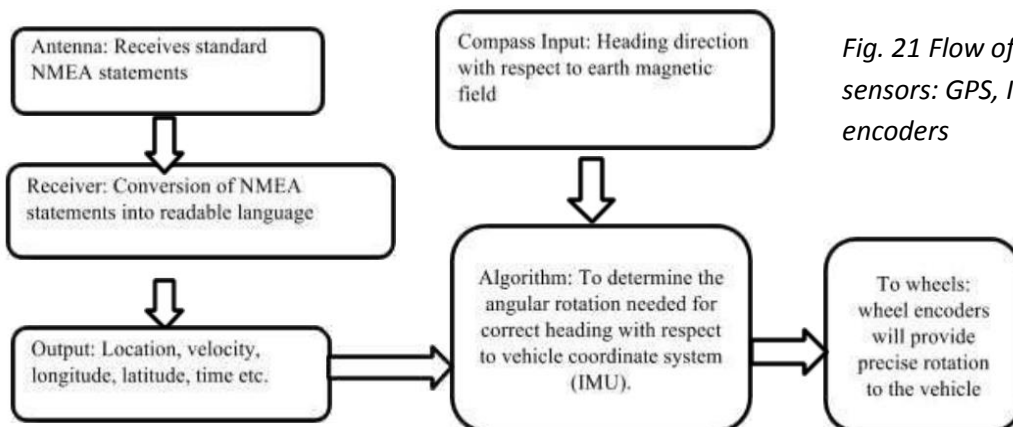 Antenna: Receives standard
NMEA statements
Receiver: Conversion of NMEA
statements into readable language
Output: Location, velocity,
longitude, latitude, time etc.
Compass Input: Heading direction
with respect to earth magnetic
field
Algorithm: To determine the
angular rotation needed for
correct heading with respect
to vehicle coordinate system
(IMU).
To wheels:
wheel encoders
will provide
precise rotation
to the vehicle
Fig. 21 Flow of
sensors: GPS,
encoders